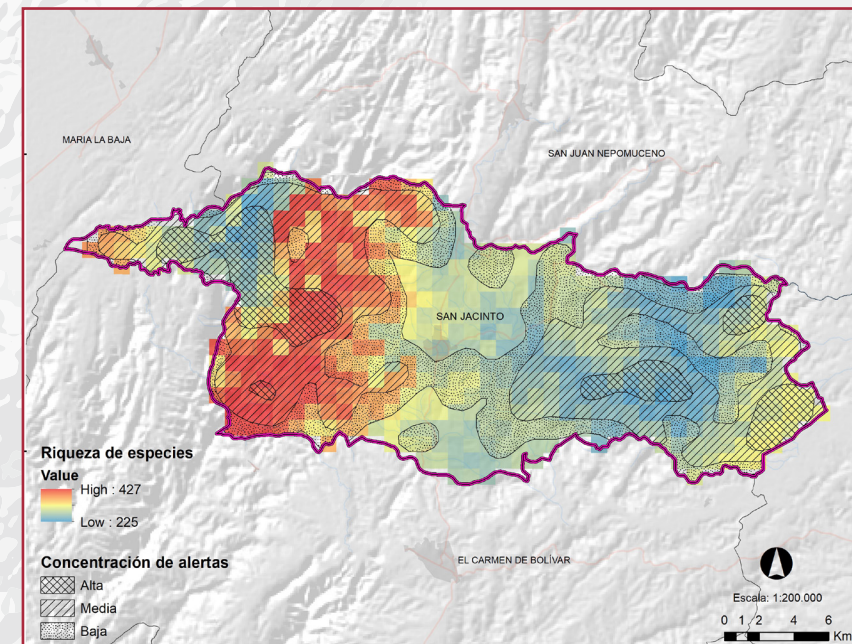 MARIA LA BAJA
SAN JUAN NEPOMUCENO
SAN JACINTO
EL CARMEN DE BOLÍVAR
Riqueza de especies
Value
High : 427
Low : 225
Concentración de alertas
Alta
Media
Baja
Escala: 1:200.000
0 1 2 4 6
Km